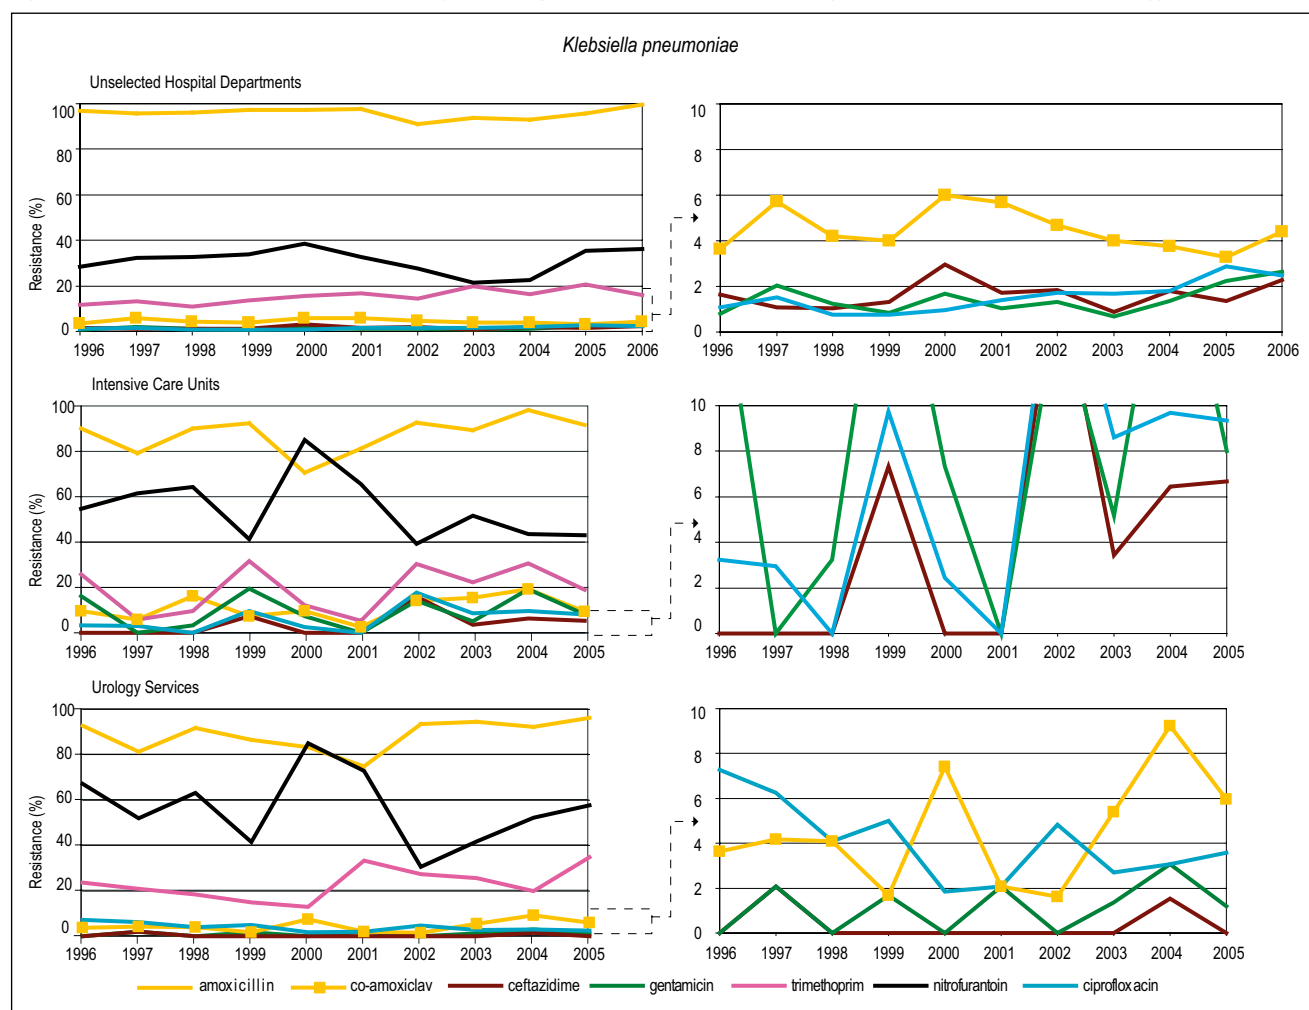 Klebsiella pneumoniae
Unselected Hospital Departments
Resistance (%)
100
80
60
40
20
0
1996 1997 1998 1999 2000 2001 2002 2003 2004 2005 2006
10
8
6
4
2
0
1996 1997 1998 1999 2000 2001 2002 2003 2004 2005 2006
Intensive Care Units
Resistance (%)
100
80
60
40
20
0
1996 1997 1998 1999 2000 2001 2002 2003 2004 2005
10
8
6
4
2
0
1996 1997 1998 1999 2000 2001 2002 2003 2004 2005
Urology Services
Resistance (%)
100
80
60
40
20
0
1996 1997 1998 1999 2000 2001 2002 2003 2004 2005
10
8
6
4
2
0
1996 1997 1998 1999 2000 2001 2002 2003 2004 2005
amoxicillin co-amoxiclav ceftazidime gentamicin trimethoprim nitrofurantoin ciprofloxacin